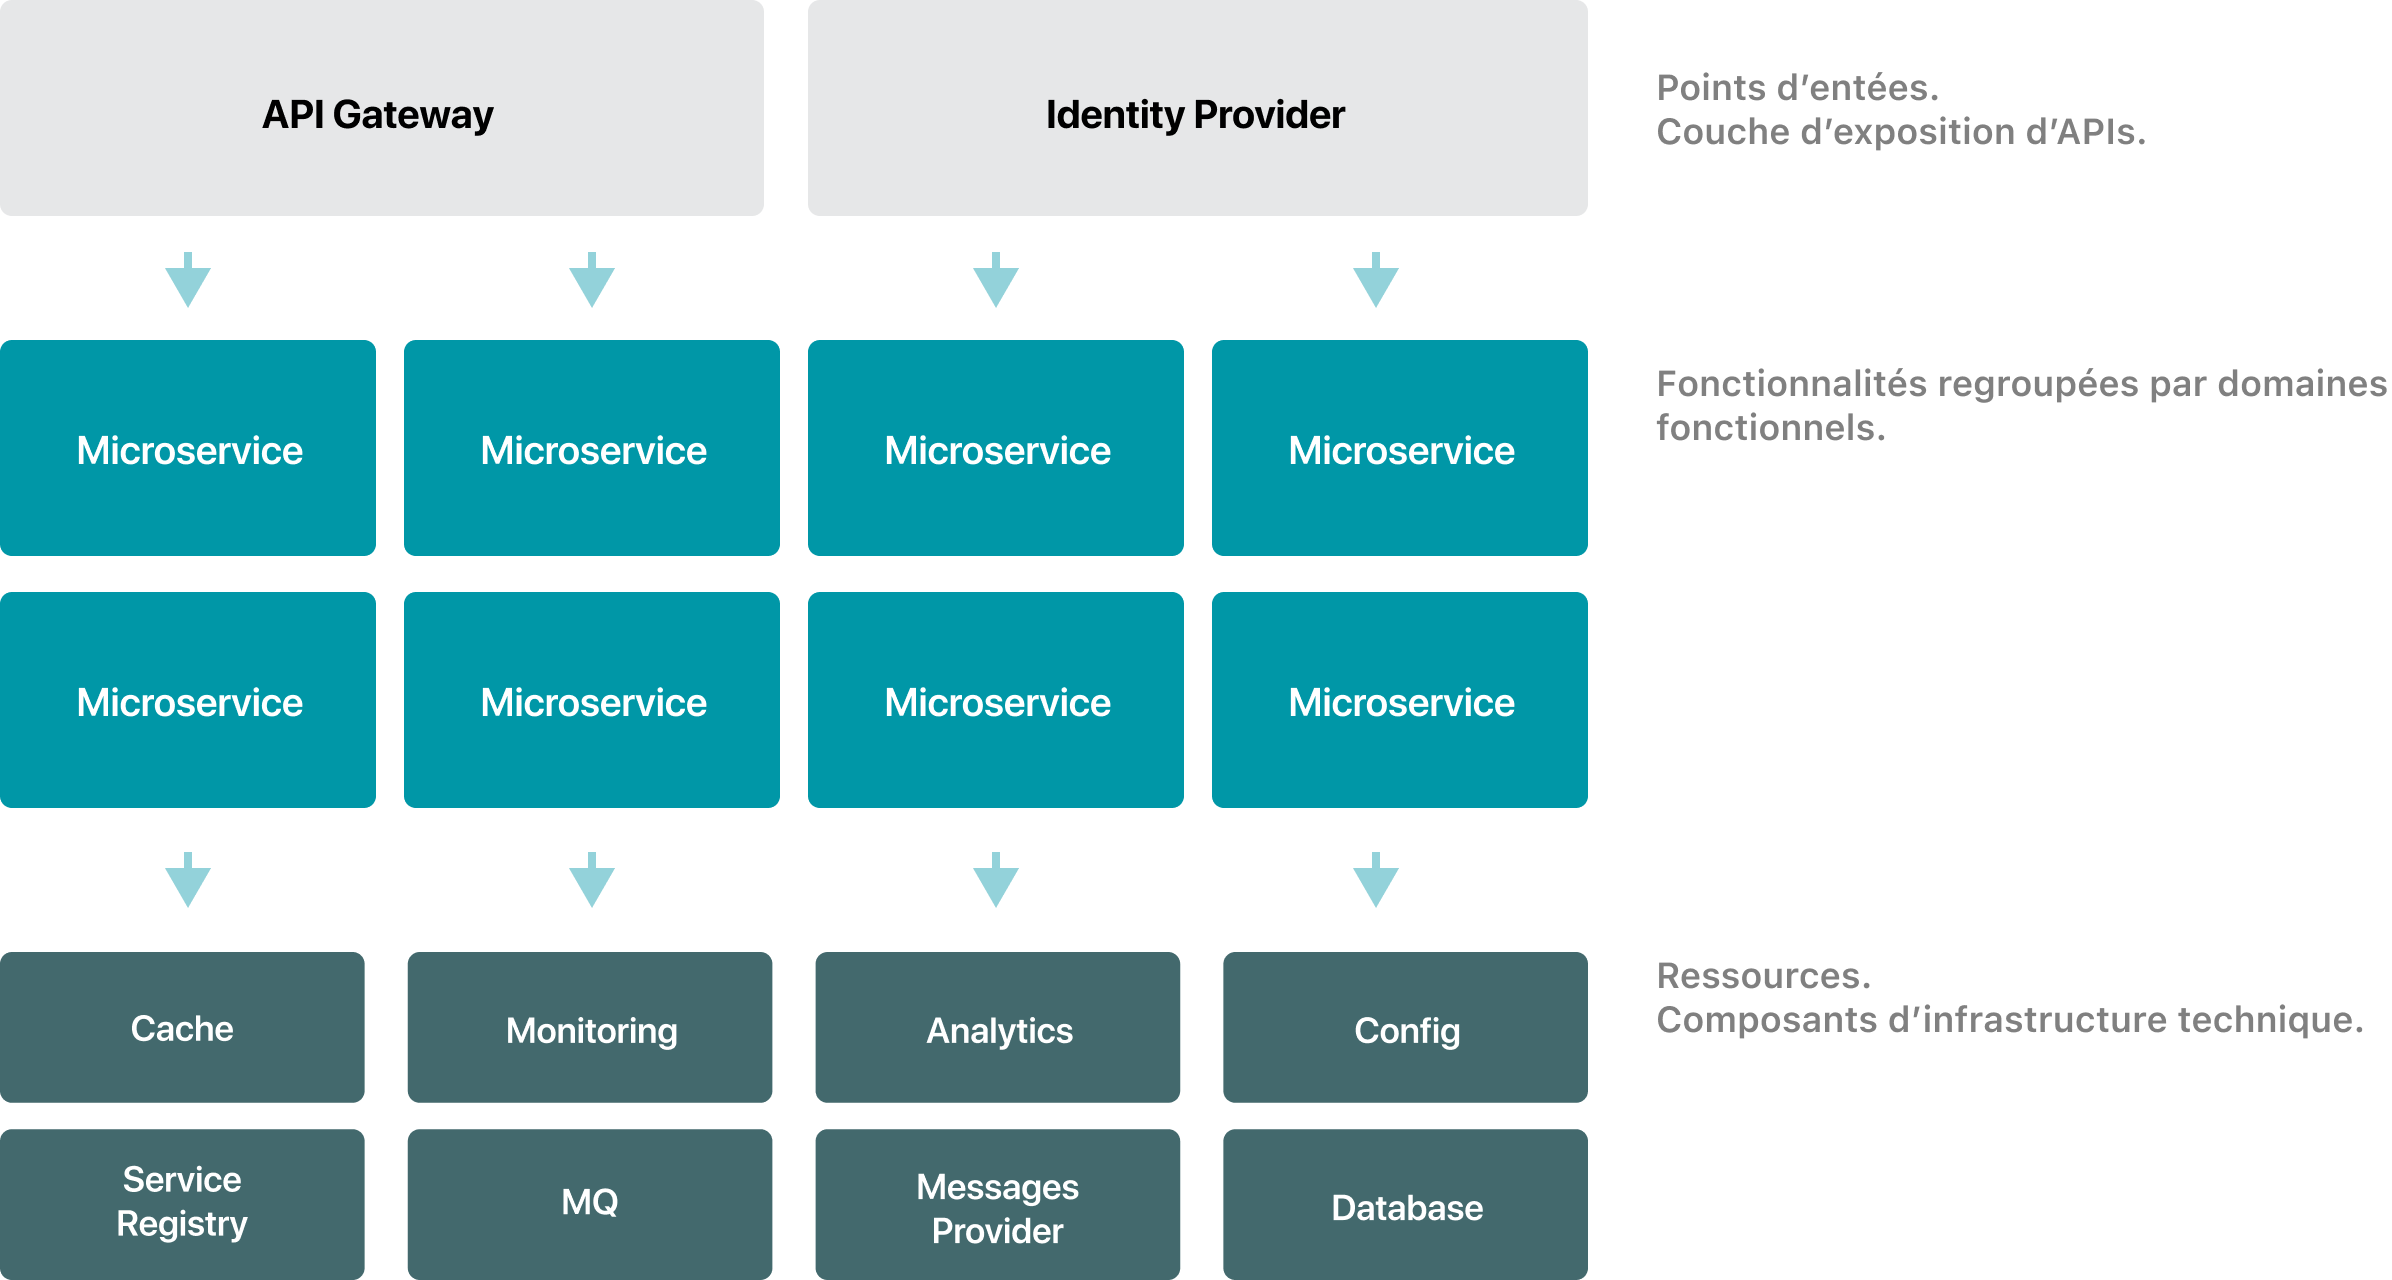 API Gateway
Identity Provider
Points d’entées.
Couche d’exposition d’APIs.
Microservice
Microservice
Microservice
Microservice
Fonctionnalités regroupées par domaines
fonctionnels.
Microservice
Microservice
Microservice
Microservice
Cache
Monitoring
Analytics
Config
Ressources.
Composants d’infrastructure technique.
Service
Registry
MQ
Messages
Provider
Database